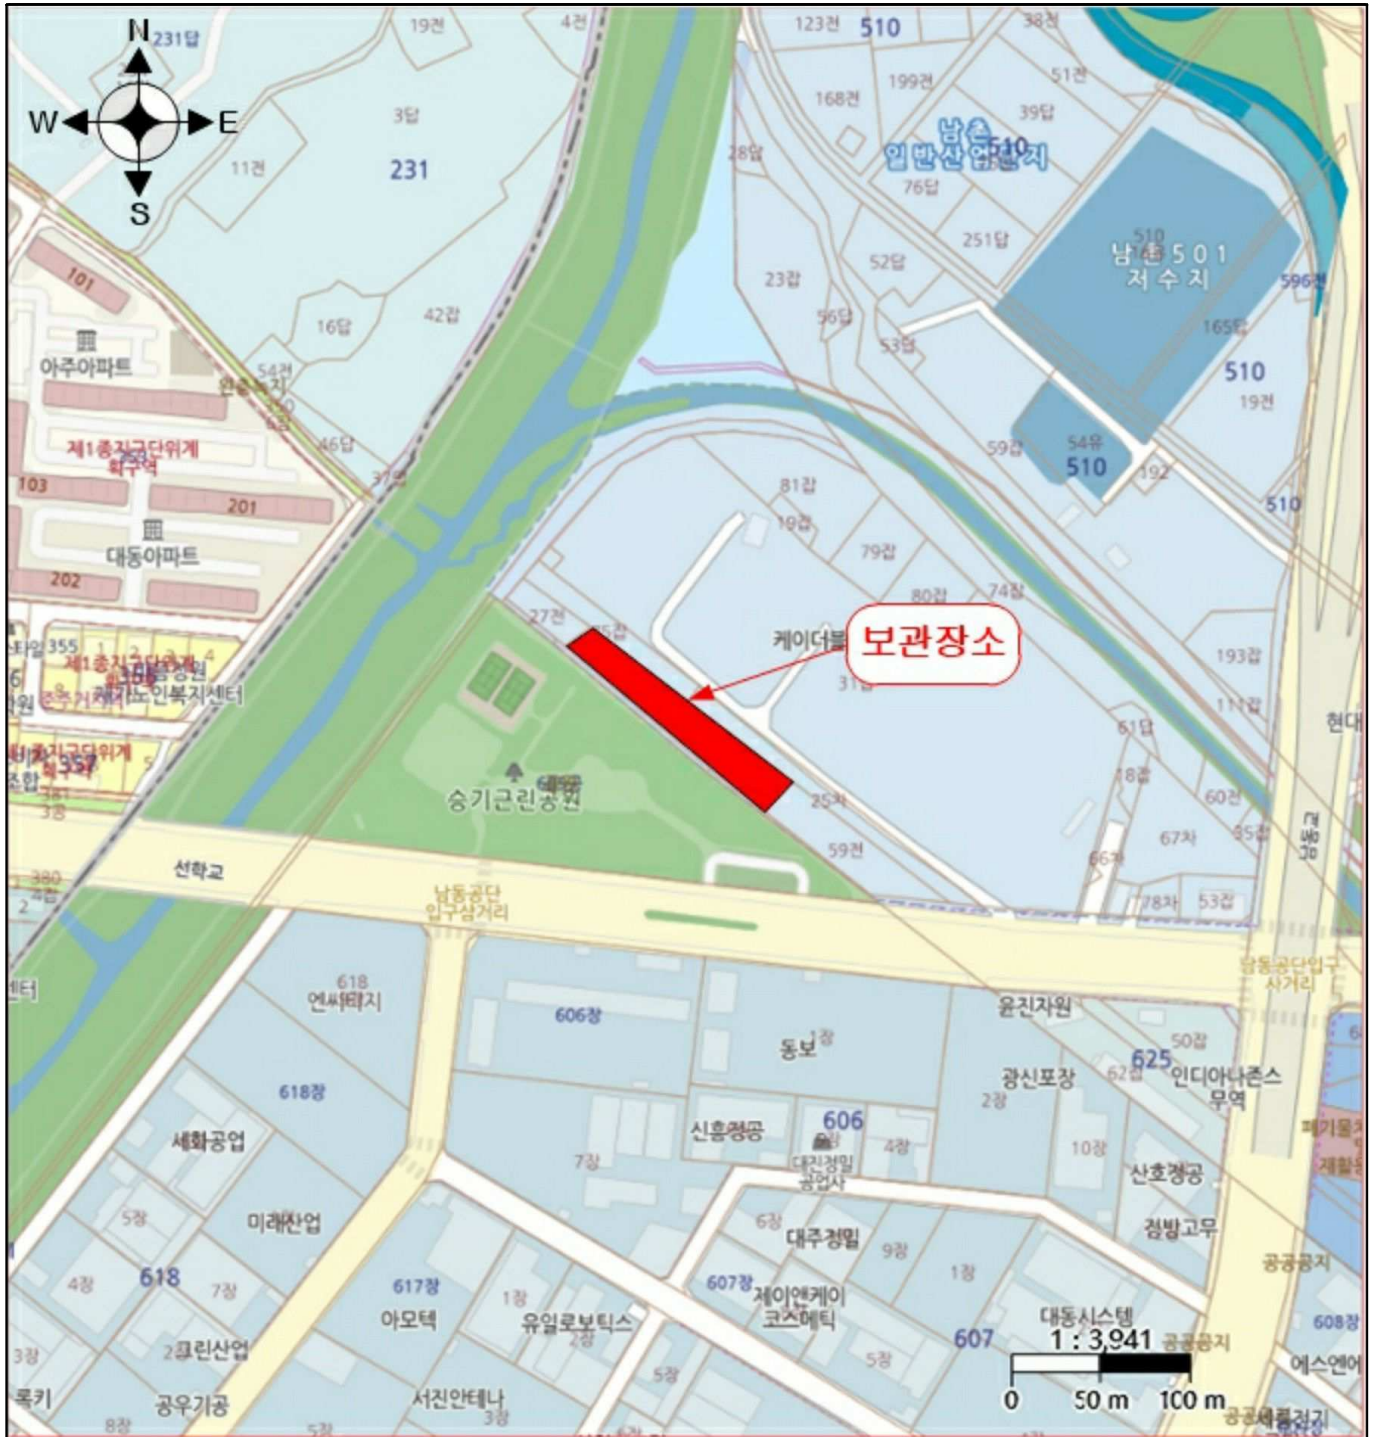 N
W E
S
231답
19전
4전
3답
11전
231
123전
510
38전
199전
51전
168전
39답
남촌
일반산업단지
510
28답
76답
251답
52답
남촌501
저수지
596전
23잡
165답
56답
53답
510
19전
101
16답
42잡
아주아파트
54전
46답
제1종지구단위계
획구역
59잡
54유
510
192
103
201
510
81잡
19잡
대동아파트
79잡
202
80잡
74잡
27전
케이더블
보관장소
31잡
193잡
111잡
355
61답
현대
18잡
60전
35잡
357
승기근린공원
25차
67차
59전
66차
남동교
78차
53잡
380
선학교
남동공단
입구삼거리
남동공단입구
사거리
센터
618
엔씨테지
606장
윤진자원
동보
1장
50잡
625
62잡
인디아나존스
무역
광신포장
2장
618장
세화공업
신흥정공
606
4장
대진정밀
공업사
7장
10장
산호정공
점방고무
5장
미래산업
6장
대주정밀
9장
1장
공공공지
4장
618
7장
617장
아모텍
1장
607장
제이앤케이
코스메틱
대동시스템
608장
유일로보틱스
2장
607
1 : 3,941
공공공지
그린산업
3장
5장
5장
에스엔에
록키
공우기공
서진안테나
3장
8장
0 50 m 100 m